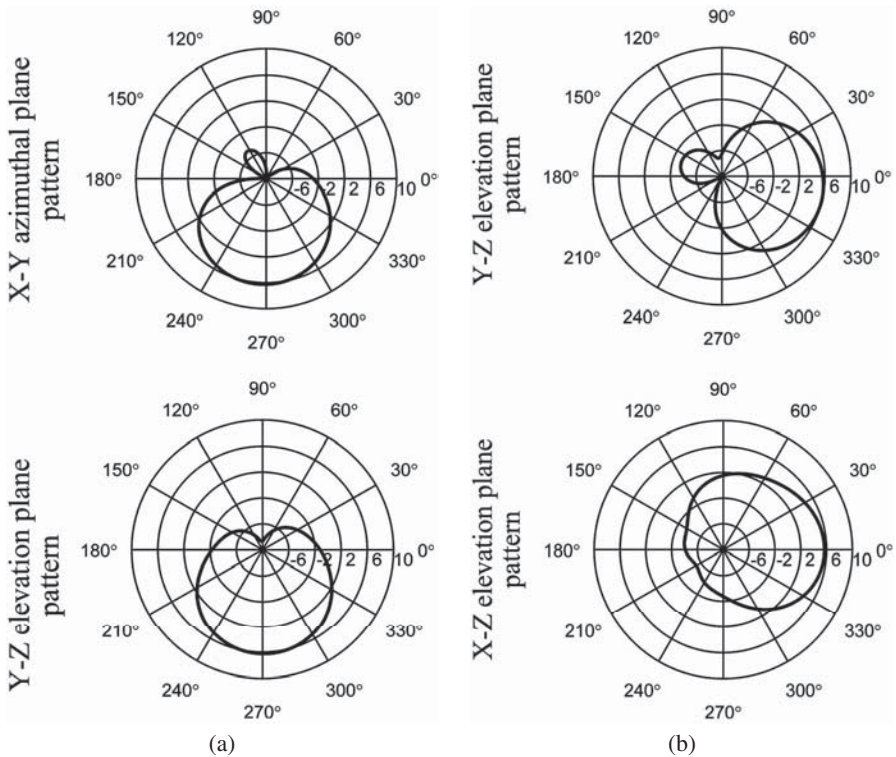 90°
120° 60°
150° 30°
180° -6 -2 2 6 10 0°
210° 330°
240° 300°
270°
X-Y azimuthal plane
pattern
90°
120° 60°
150° 30°
180° -6 -2 2 6 10 0°
210° 330°
240° 300°
270°
Y-Z elevation plane
pattern
90°
120° 60°
150° 30°
180° -6 -2 2 6 10 0°
210° 330°
240° 300°
270°
Y-Z elevation plane
pattern
90°
120° 60°
150° 30°
180° -6 -2 2 6 10 0°
210° 330°
240° 300°
270°
X-Z elevation plane
pattern
(a)
(b)